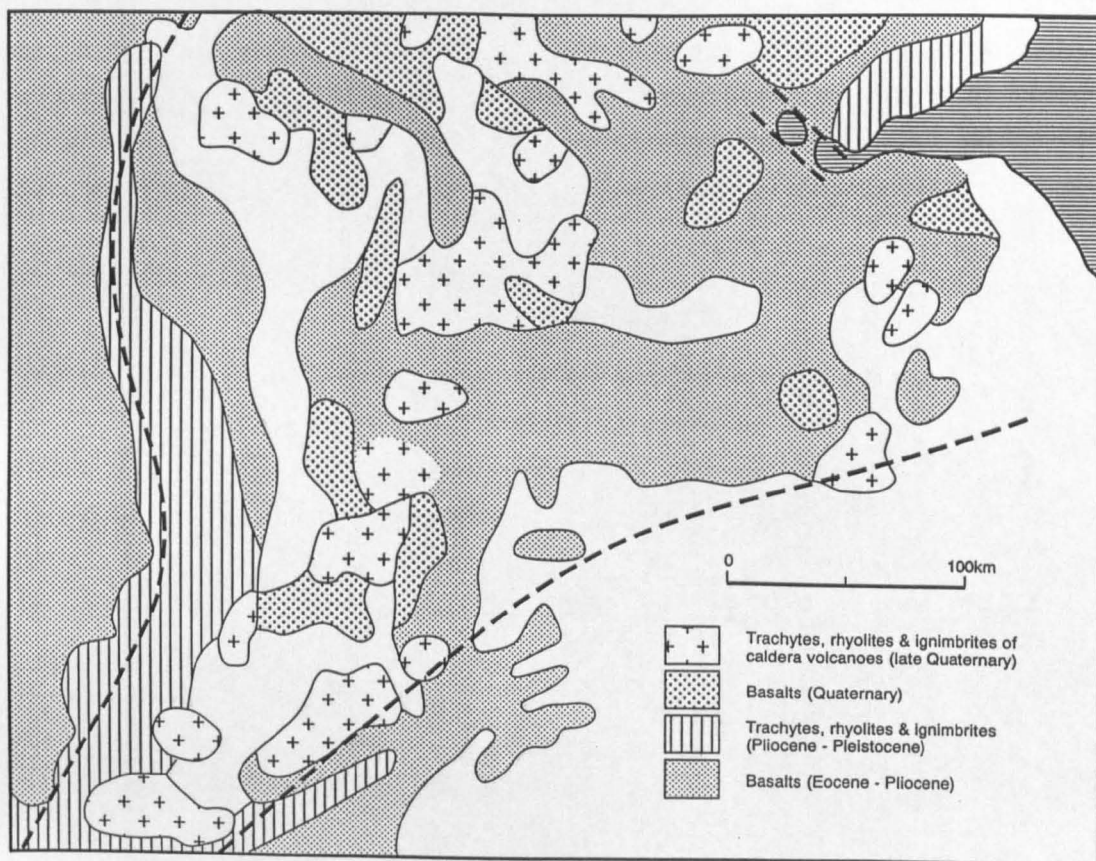 0
100km
Trachytes, rhyolites & ignimbrites of
caldera volcanoes (late Quaternary)
Basalts (Quaternary)
Trachytes, rhyolites & ignimbrites
(Pliocene - Pleistocene)
Basalts (Eocene - Pliocene)